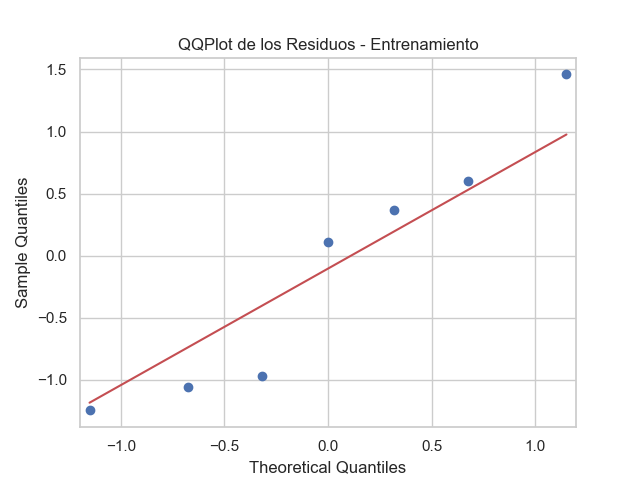 QQPlot de los Residuos - Entrenamiento
1.5
1.0
0.5
0.0
−0.5
−1.0
Sample Quantiles
−1.0 −0.5 0.0 0.5 1.0
Theoretical Quantiles